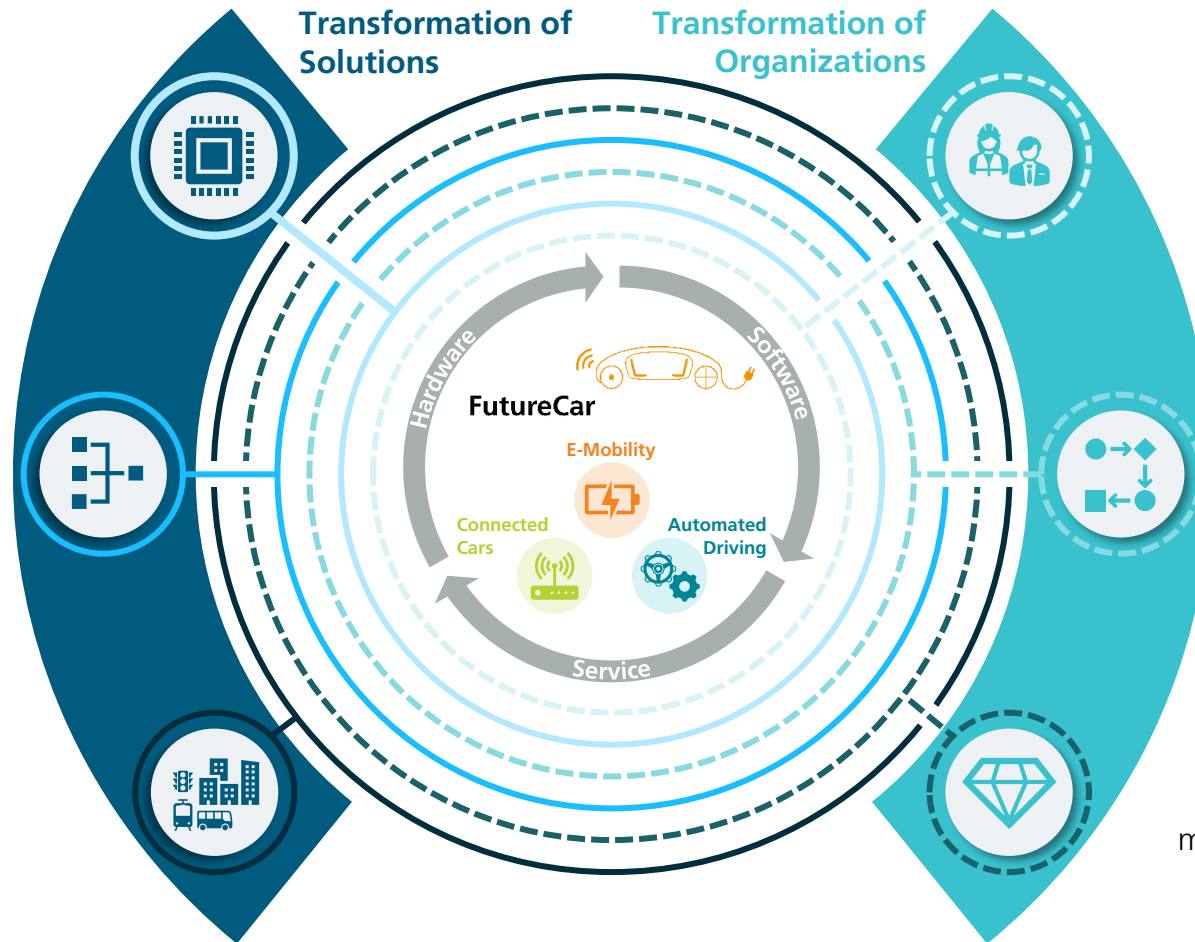 Transformation of
Solutions
Transformation of
Organizations
Hardware
Software
FutureCar
E-Mobility
Connected
Cars
Automated
Driving
Service
m